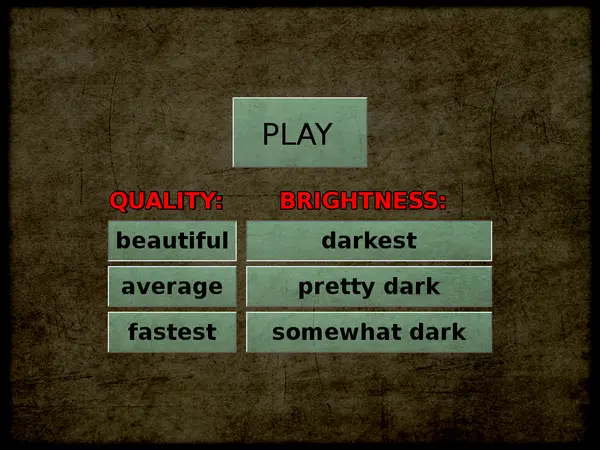 PLAY
QUALITY: BRIGHTNESS:
beautiful darkest
average pretty dark
fastest somewhat dark